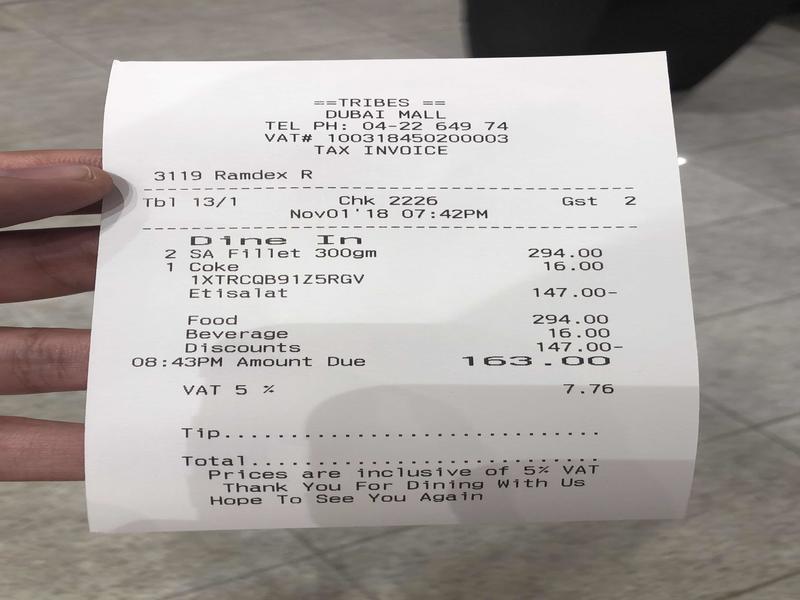 ==TRIBES ==
DUBAI MALL
TEL PH: 04-22 649 74
VAT# 100318450200003
TAX INVOICE
3119 Ramdex R
Tbl 13/1 Chk 2226 Gst 2
Nov01'18 07:42PM
Dine In
2 SA Fillet 300gm 294.00
1 Coke 16.00
1XTRCQB91Z5RGV
Etisalat 147.00-
Food 294.00
Beverage 16.00
Discounts 147.00-
08:43PM Amount Due 163.00
VAT 5 % 7.76
Tip............................
Total..........................
Prices are inclusive of 5% VAT
Thank You For Dining With Us
Hope To See You Again